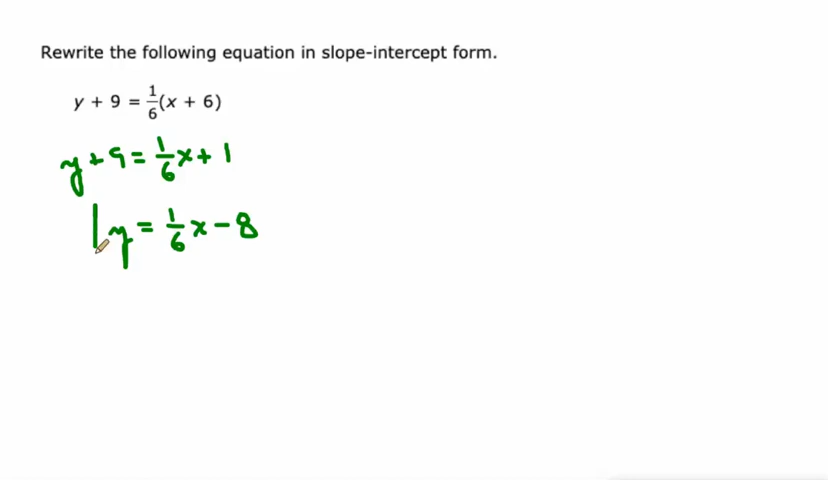 Rewrite the following equation in slope-intercept form.
y + 9 = 1/6(x + 6)
y + 9 = 1/6x + 1
y = 1/6x - 8